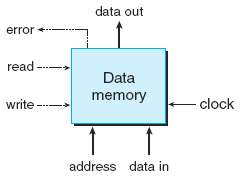 data out
error
read
Data
memory
write
clock
address data in